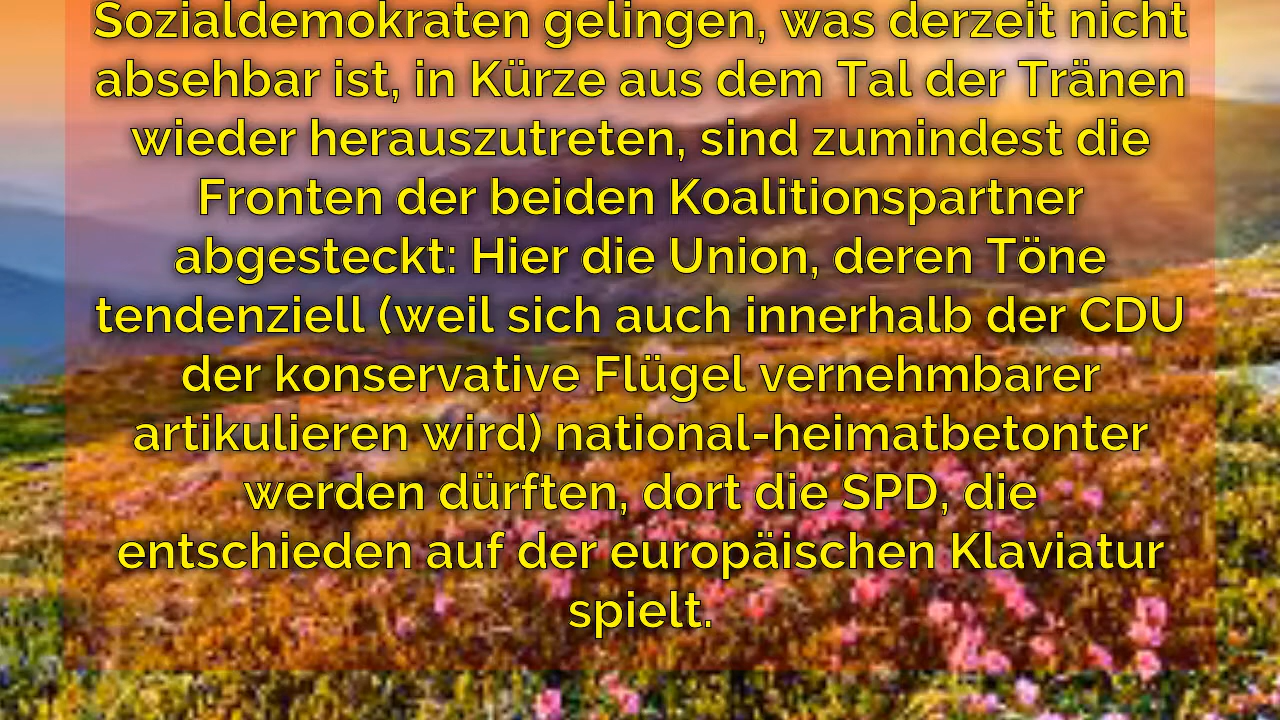 Sozialdemokraten gelingen, was derzeit nicht
absehbar ist, in Kürze aus dem Tal der Tränen
wieder herauszutreten, sind zumindest die
Fronten der beiden Koalitionspartner
abgesteckt: Hier die Union, deren Töne
tendenziell (weil sich auch innerhalb der CDU
der konservative Flügel vernehmbarer
artikulieren wird) national-heimatbetonter
werden dürften, dort die SPD, die
entschieden auf der europäischen Klaviatur
spielt.